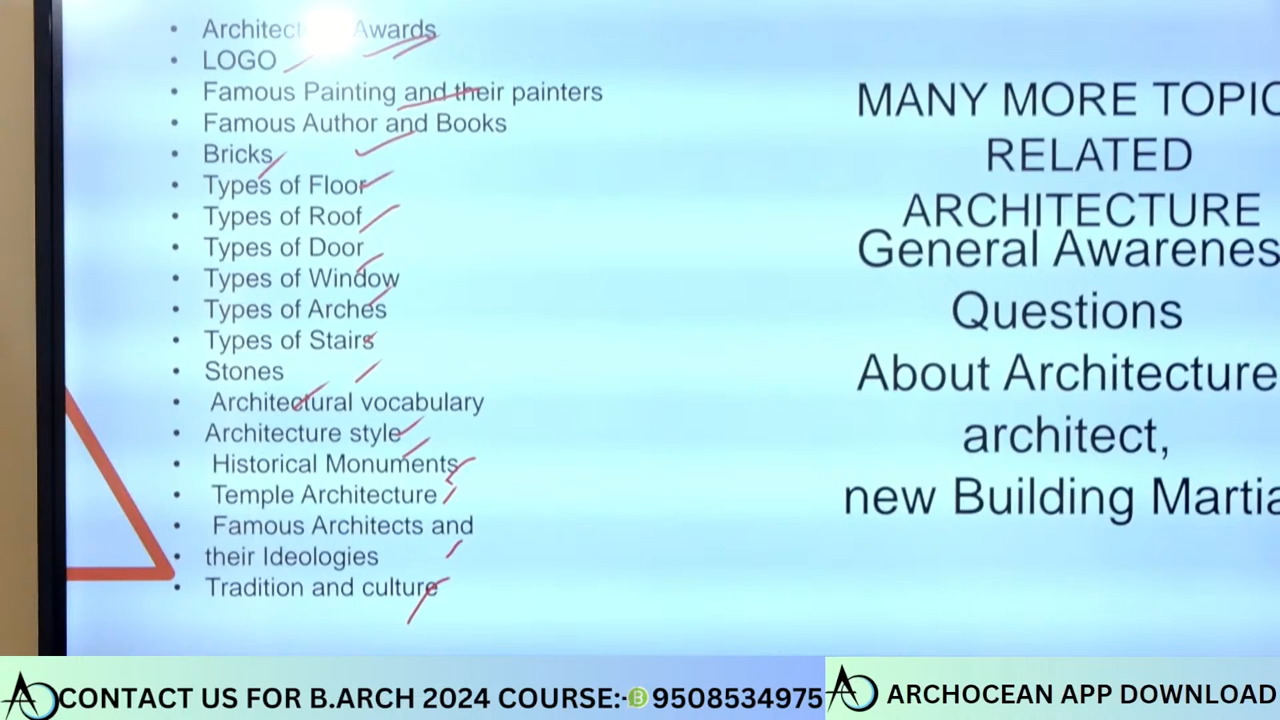 • Architect Awards
• LOGO
• Famous Painting and their painters
• Famous Author and Books
• Bricks
• Types of Floor
• Types of Roof
• Types of Door
• Types of Window
• Types of Arches
• Types of Stairs
• Stones
• Architectural vocabulary
• Architecture style
• Historical Monuments
• Temple Architecture
• Famous Architects and
• their Ideologies
• Tradition and culture
MANY MORE TOPIC
RELATED
ARCHITECTURE
General Awarenes
Questions
About Architecture
architect,
new Building Martia
CONTACT US FOR B.ARCH 2024 COURSE:- 9508534975
ARCHOCEAN APP DOWNLOAD